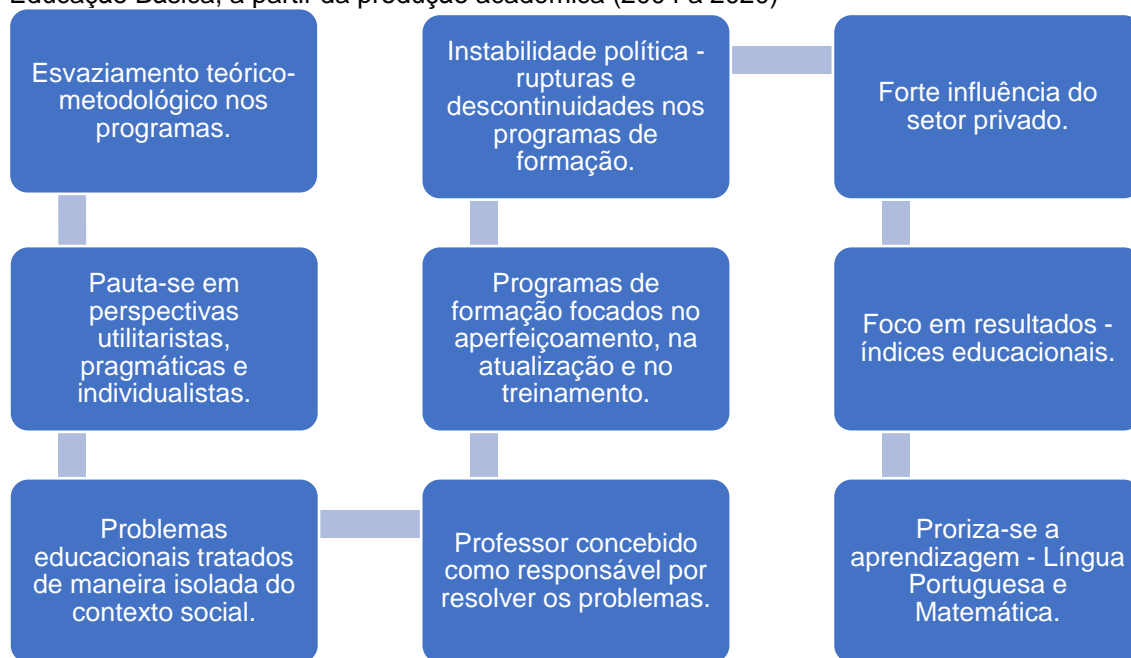 Educação Básica, a partir da produção acadêmica (2004 a 2020)
Esvaziamento teórico-
metodológico nos
programas.
Pauta-se em
perspectivas
utilitaristas,
pragmáticas e
individualistas.
Problemas
educacionais tratados
de maneira isolada do
contexto social.
Professor concebido
como responsável por
resolver os problemas.
Programas de
formação focados no
aperfeiçoamento, na
atualização e no
treinamento.
Instabilidade política -
rupturas e
descontinuidades nos
programas de
formação.
Forte influência do
setor privado.
Foco em resultados -
índices educacionais.
Proriza-se a
aprendizagem - Língua
Portuguesa e
Matemática.